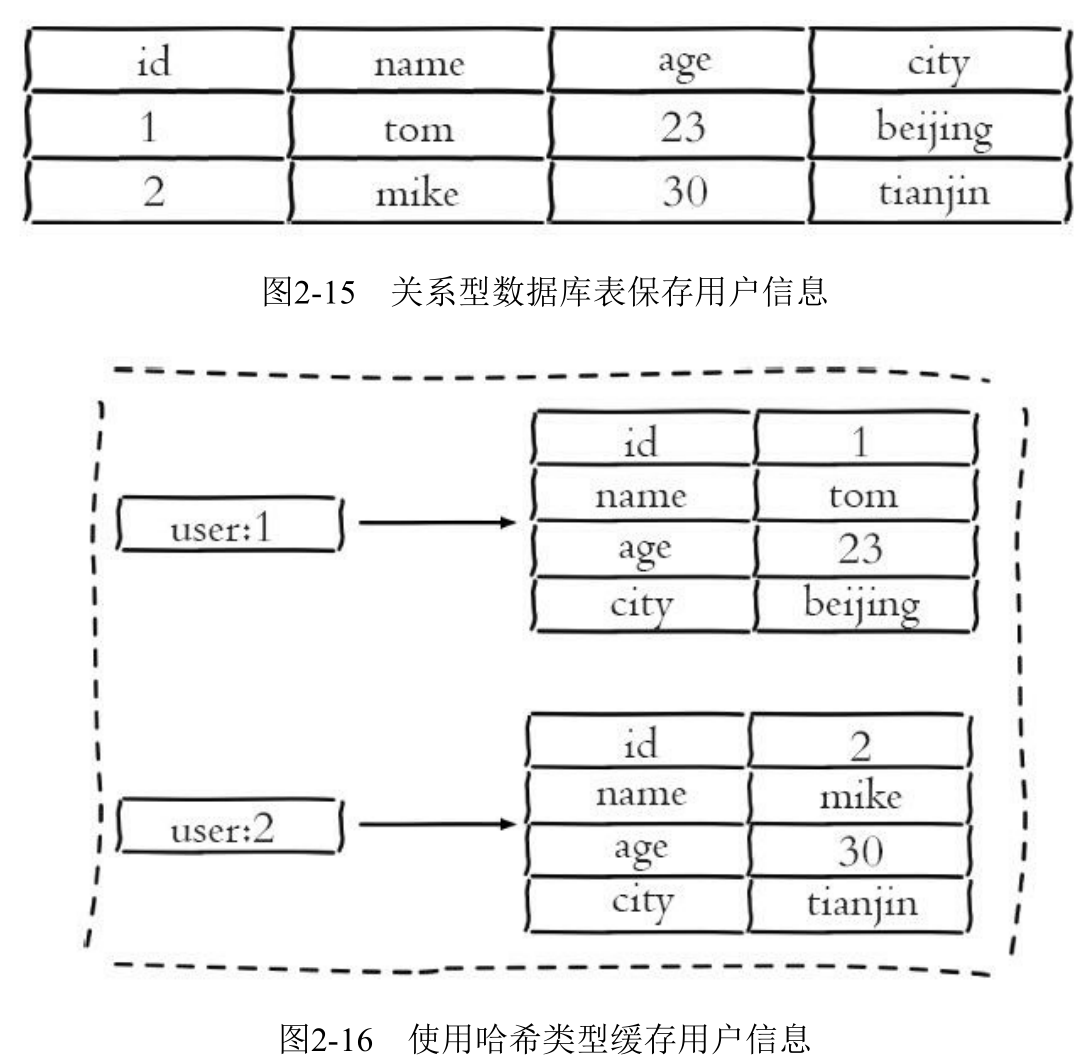 id name age city
1 tom 23 beijing
2 mike 30 tianjin
图2-15 关系型数据库表保存用户信息
user:1
id 1
name tom
age 23
city beijing
user:2
id 2
name mike
age 30
city tianjin
图2-16 使用哈希类型缓存用户信息